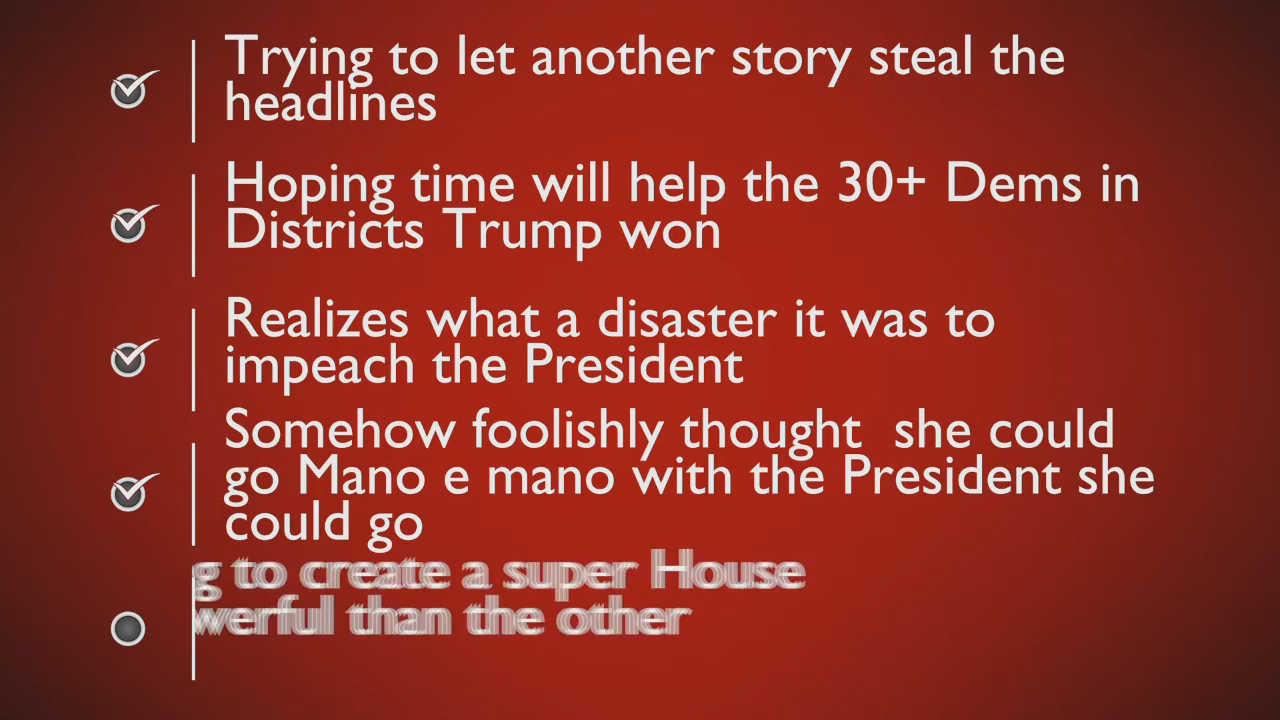 Trying to let another story steal the
headlines
Hoping time will help the 30+ Dems in
Districts Trump won
Realizes what a disaster it was to
impeach the President
Somehow foolishly thought  she could
go Mano e mano with the President she
could go
to create a super House
than the other